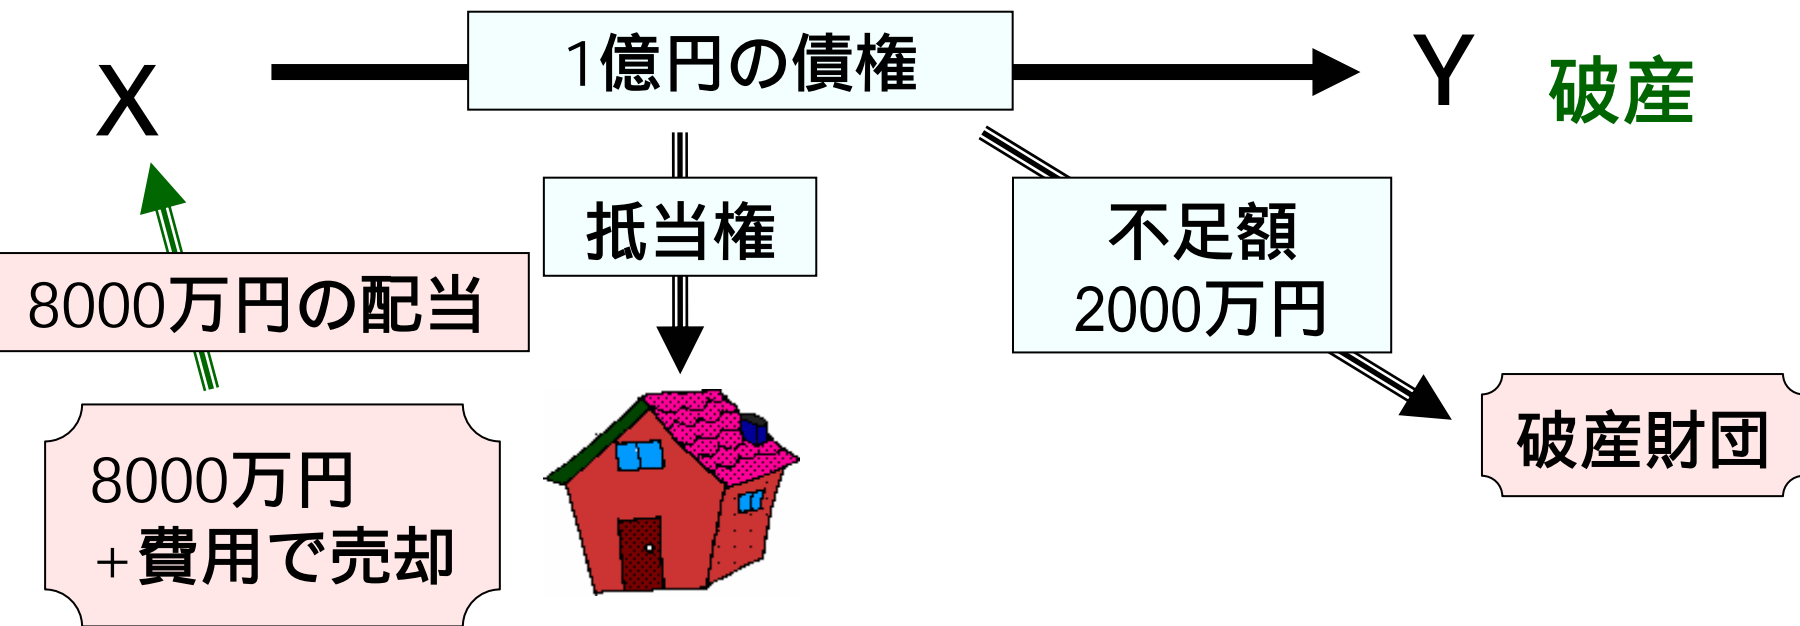 1億円の債権
X
Y
破産
抵当権
不足額
2000万円
8000万円の配当
8000万円
+費用で売却
破産財団